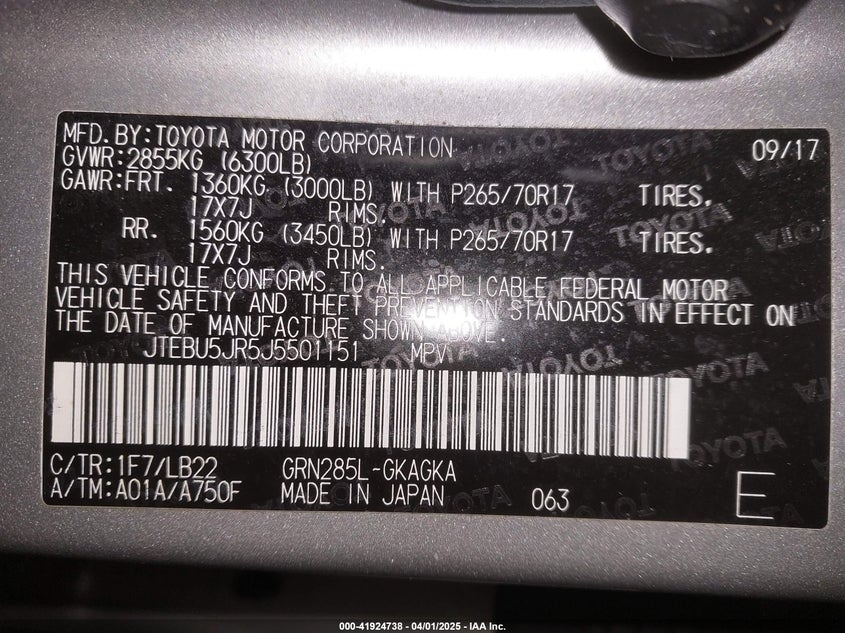 MFD.BY:TOYOTA MOTOR CORPORATION 09/17
GVWR:2855KG (6300LB)
GAWR:FRT. 1360KG (3000LB) WITH P265/70R17 TIRES.
17X7J RIMS.
RR. 1560KG (3450LB) WITH P265/70R17 TIRES.
17X7J RIMS.
THIS VEHICLE CONFORMS TO ALL APPLICABLE FEDERAL MOTOR
VEHICLE SAFETY AND THEFT PREVENTION STANDARDS IN EFFECT ON
THE DATE OF MANUFACTURE SHOWN ABOVE.
JTEBU5JR5J5501151 MPV
C/TR:1F7/LB22 GRN285L-GKAGKA
A/TM:A01A/A750F MADE IN JAPAN 063 E
000-41924738 - 04/01/2025 - IAA Inc.